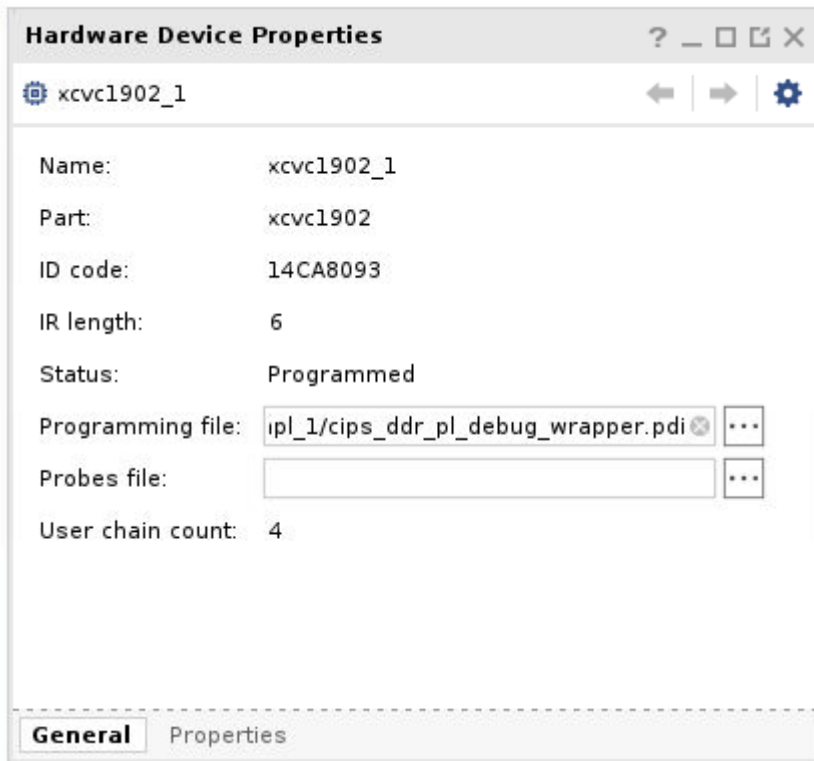 Hardware Device Properties
xcvc1902_1
Name: xcvc1902_1
Part: xcvc1902
ID code: 14CA8093
IR length: 6
Status: Programmed
Programming file: ıpl_1/cips_ddr_pl_debug_wrapper.pdi
Probes file:
User chain count: 4
General Properties